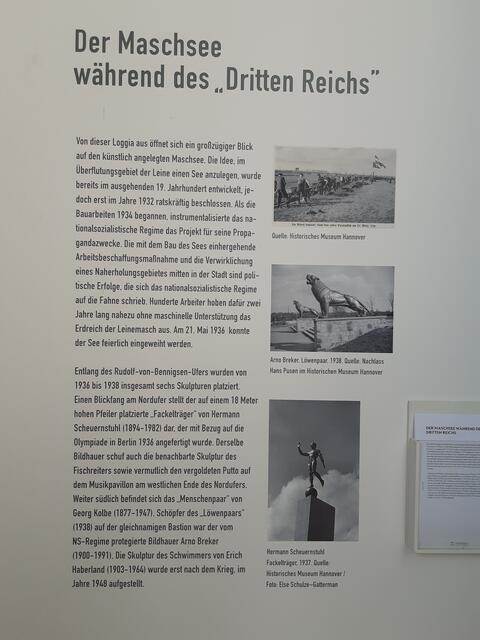 Der Maschsee
während des „Dritten Reichs”
Von dieser Loggia aus öffnet sich ein großzügiger Blick
auf den künstlich angelegten Maschsee. Die Idee, im
Überflutungsgebiet der Leine einen See anzulegen, wurde
bereits im ausgehenden 19. Jahrhundert entwickelt, je-
doch erst im Jahre 1932 ratskräftig beschlossen. Als die
Bauarbeiten 1934 begannen, instrumentalisierte das na-
tionalsozialistische Regime das Projekt für seine Propa-
gandazwecke. Die mit dem Bau des Sees einhergehende
Arbeitsbeschaffungsmaßnahme und die Verwirklichung
eines Naherholungsgebietes mitten in der Stadt sind poli-
tische Erfolge, die sich das nationalsozialistische Regime
auf die Fahne schrieb. Hunderte Arbeiter hoben dafür zwei
Jahre lang nahezu ohne maschinelle Unterstützung das
Erdreich der Leinemasch aus. Am 21. Mai 1936 konnte
der See feierlich eingeweiht werden.
Entlang des Rudolf-von-Bennigsen-Ufers wurden von
1936 bis 1938 insgesamt sechs Skulpturen platziert.
Einen Blickfang am Nordufer stellt der auf einem 18 Meter
hohen Pfeiler platzierte „Fackelträger” von Hermann
Scheuernstuhl (1894-1982) dar, der mit Bezug auf die
Olympiade in Berlin 1936 angefertigt wurde. Derselbe
Bildhauer schuf auch die benachbarte Skulptur des
Fischreiters sowie vermutlich den vergoldeten Putto auf
dem Musikpavillon am westlichen Ende des Nordufers.
Weiter südlich befindet sich das „Menschenpaar” von
Georg Kolbe (1877-1947). Schöpfer des „Löwenpaars”
(1938) auf der gleichnamigen Bastion war der vom
NS-Regime protegierte Bildhauer Arno Breker
(1900-1991). Die Skulptur des Schwimmers von Erich
Haberland (1903-1964) wurde erst nach dem Krieg, im
Jahre 1948 aufgestellt.
Quelle: Historisches Museum Hannover
Arno Breker, Löwenpaar, 1938. Quelle: Nachlass
Hans Pusen im Historischen Museum Hannover
Hermann Scheuernstuhl
Fackelträger, 1937. Quelle:
Historisches Museum Hannover /
Foto: Else Schulze-Gatterman
DER MASCHSEE WÄHREND DE
DRITTEN REICHS